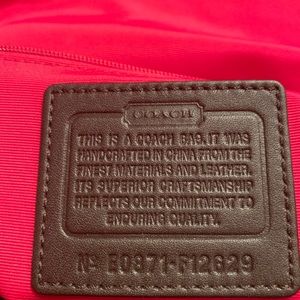 COACH
THIS IS A COACH BAG. IT WAS
HANDCRAFTED IN CHINA FROM THE
FINEST MATERIALS AND LEATHER.
ITS SUPERIOR CRAFTSMANSHIP
REFLECTS OUR COMMITMENT TO
ENDURING QUALITY.
Nº E0871-F12629